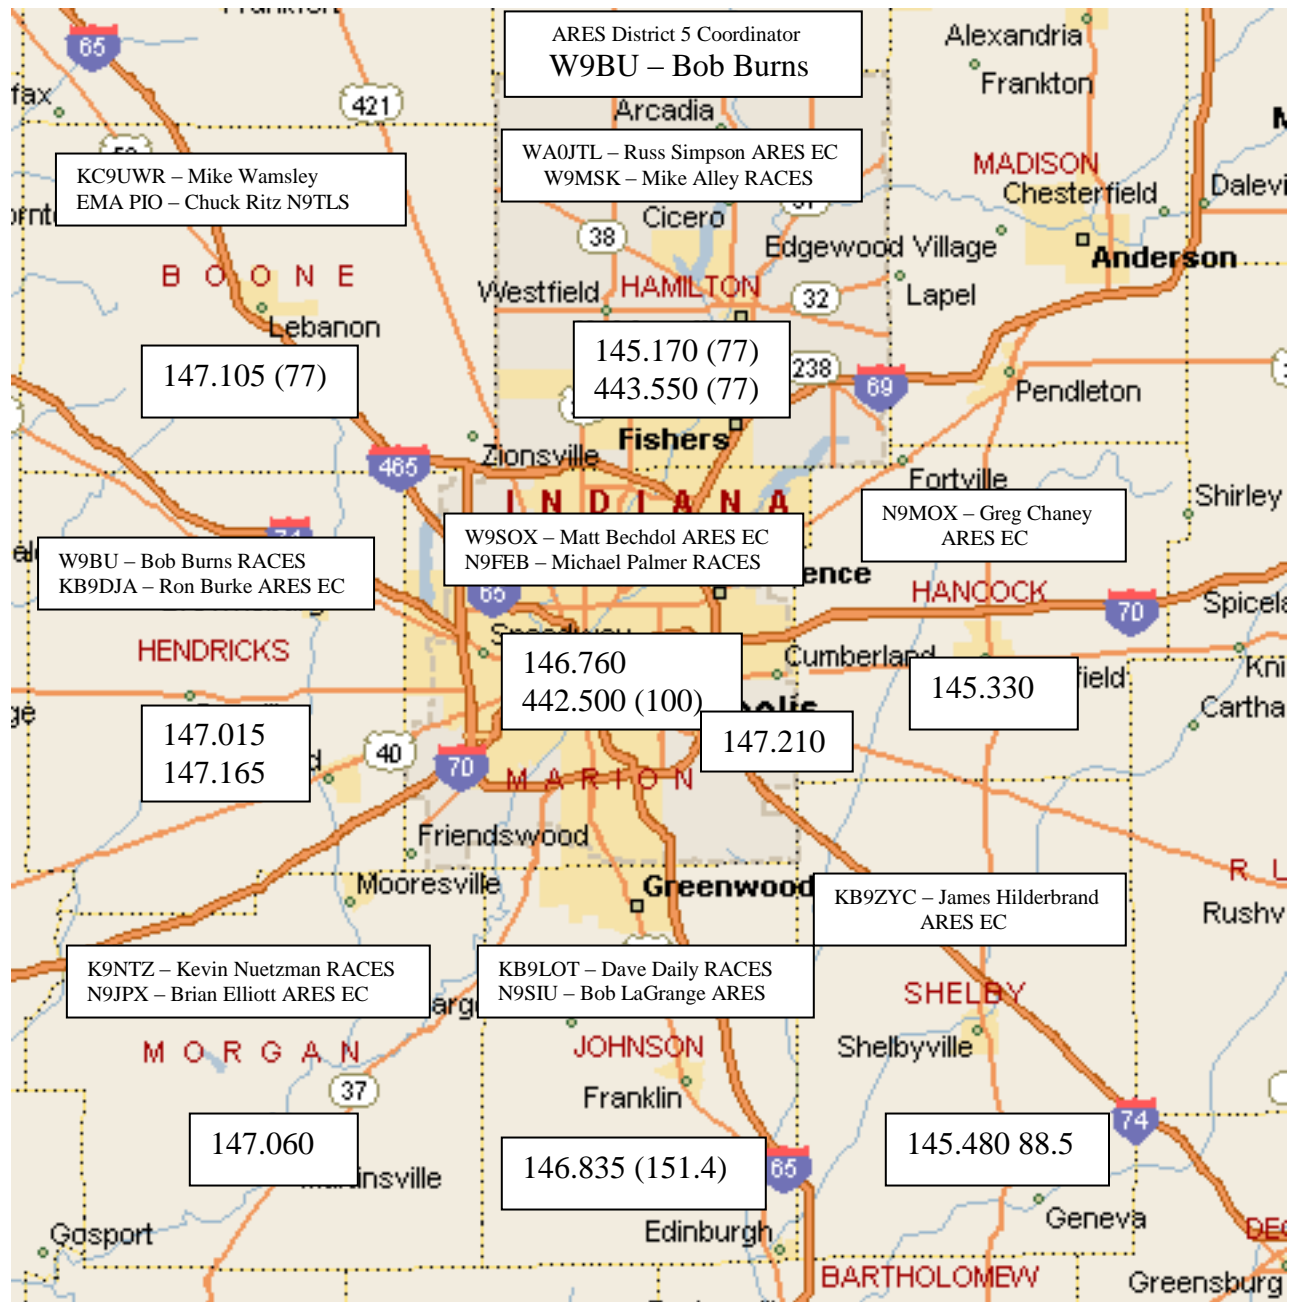 65
ARES District 5 Coordinator
W9BU – Bob Burns
Alexandria
Frankton
421
Arcadia
WA0JTL – Russ Simpson ARES EC
W9MSK – Mike Alley RACES
KC9UWR – Mike Wamsley
EMA PIO – Chuck Ritz N9TLS
MADISON
Chesterfield
Cicero
38
Edgewood Village
Anderson
BOONE
Westfield
HAMILTON
32
Lapel
Lebanon
147.105 (77)
145.170 (77)
443.550 (77)
238
69
Pendleton
Fishers
Zionsville
465
INDIANA
Fortville
Shirley
N9MOX – Greg Chaney
ARES EC
W9SOX – Matt Bechdol ARES EC
N9FEB – Michael Palmer RACES
W9BU – Bob Burns RACES
KB9DJA – Ron Burke ARES EC
65
ence
HANCOCK
70
HENDRICKS
146.760
442.500 (100)
Cumberland
145.330
field
147.015
147.165
40
70
147.210
MARION
Friendswood
Mooresville
Greenwood
KB9ZYC – James Hilderbrand
ARES EC
K9NTZ – Kevin Nuetzman RACES
N9JPX – Brian Elliott ARES EC
KB9LOT – Dave Daily RACES
N9SIU – Bob LaGrange ARES
SHELBY
MORGAN
JOHNSON
Shelbyville
37
Franklin
147.060
146.835 (151.4)
65
145.480 88.5
74
Geneva
Gosport
Edinburgh
BARTHOLOMEW
Greensburg